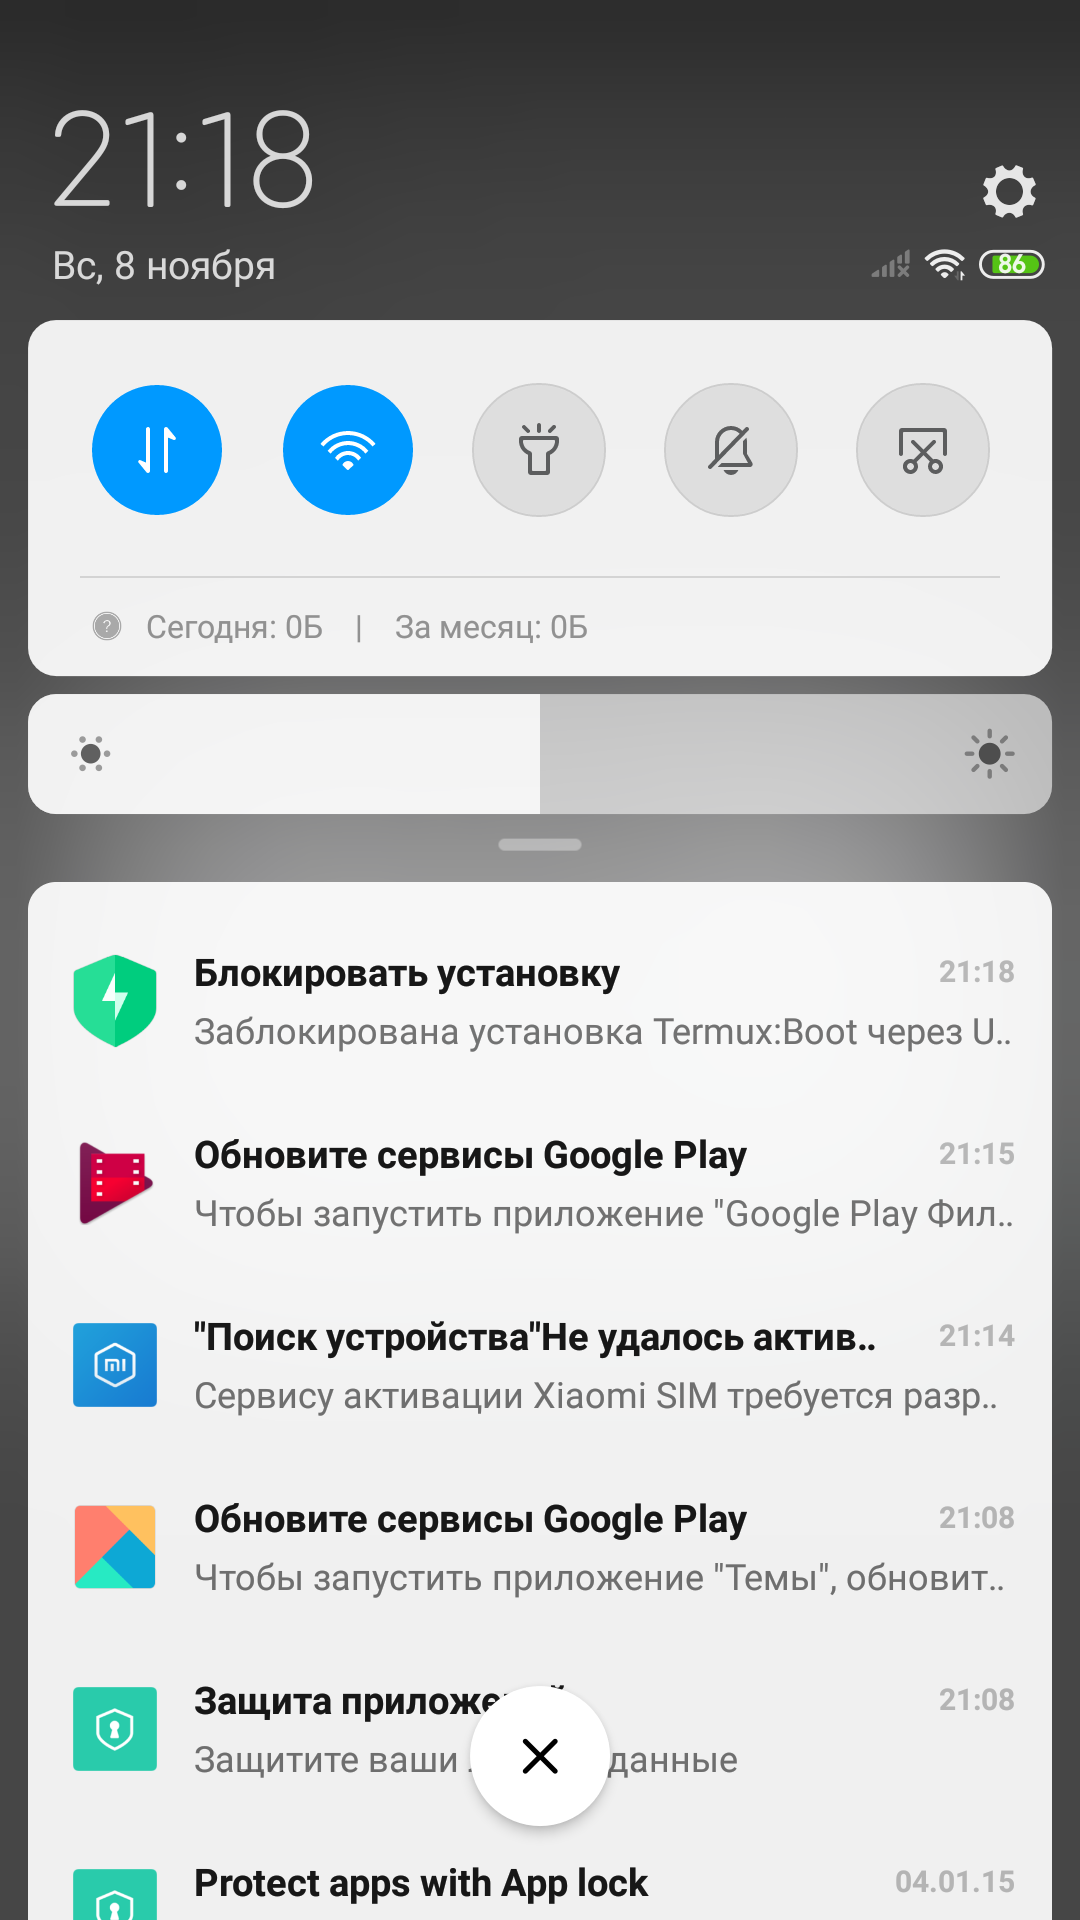 21:18
Вс, 8 ноября
86
Сегодня: 0Б | За месяц: 0Б
Блокировать установку 21:18
Заблокирована установка Termux:Boot через U..
Обновите сервисы Google Play 21:15
Чтобы запустить приложение "Google Play Фил..
"Поиск устройства"Не удалось актив.. 21:14
Сервису активации Xiaomi SIM требуется разр..
Обновите сервисы Google Play 21:08
Чтобы запустить приложение "Темы", обновит..
Защита 21:08
Защитите ваши данные
Protect apps with App lock 04.01.15